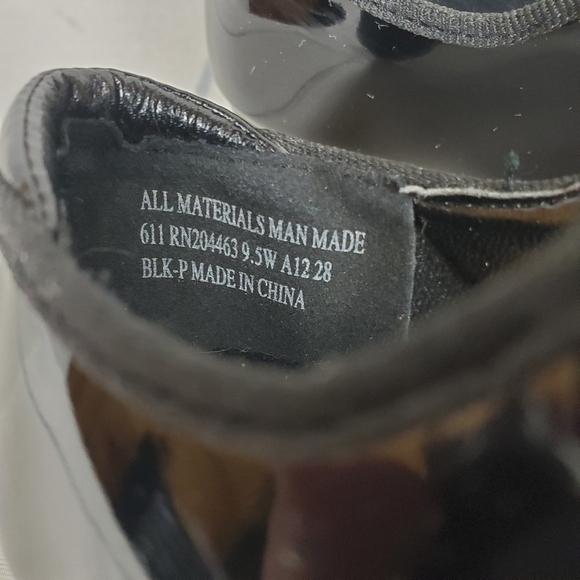 ALL MATERIALS MAN MADE
611 RN204463 9.5W A12 28
BLK-P MADE IN CHINA